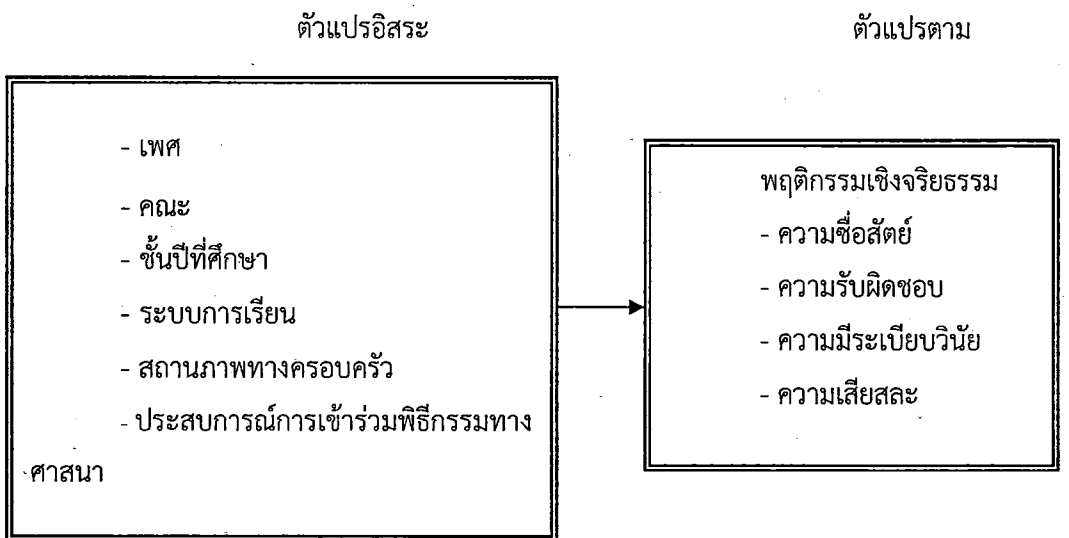 ตัวแปรอิสระ
ตัวแปรตาม
- เพศ
- คณะ
- ชั้นปีที่ศึกษา
- ระบบการเรียน
- สถานภาพทางครอบครัว
- ประสบการณ์การเข้าร่วมพิธีกรรมทาง
ศาสนา
พฤติกรรมเชิงจริยธรรม
- ความซื่อสัตย์
- ความรับผิดชอบ
- ความมีระเบียบวินัย
- ความเสียสละ